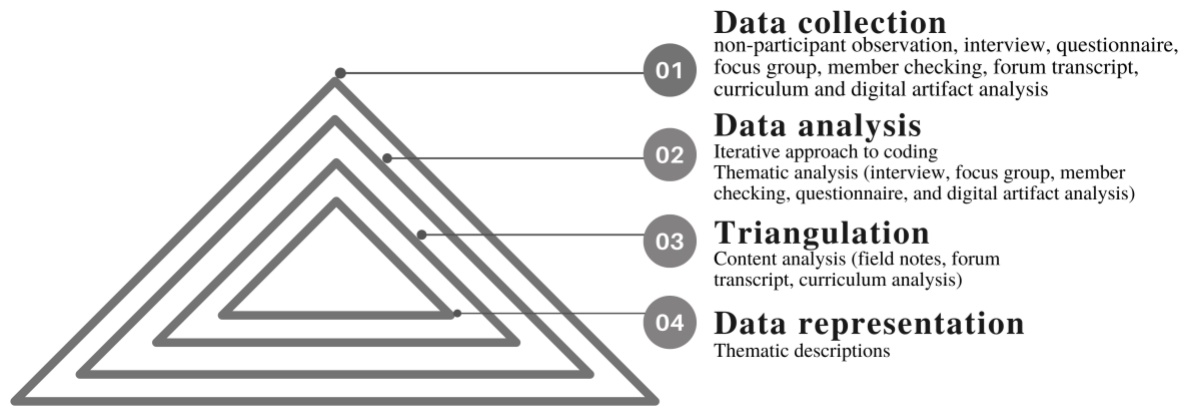 01
Data collection
non-participant observation, interview, questionnaire,
focus group, member checking, forum transcript,
curriculum and digital artifact analysis
02
Data analysis
Iterative approach to coding
Thematic analysis (interview, focus group, member
checking, questionnaire, and digital artifact analysis)
03
Triangulation
Content analysis (field notes, forum
transcript, curriculum analysis)
04
Data representation
Thematic descriptions